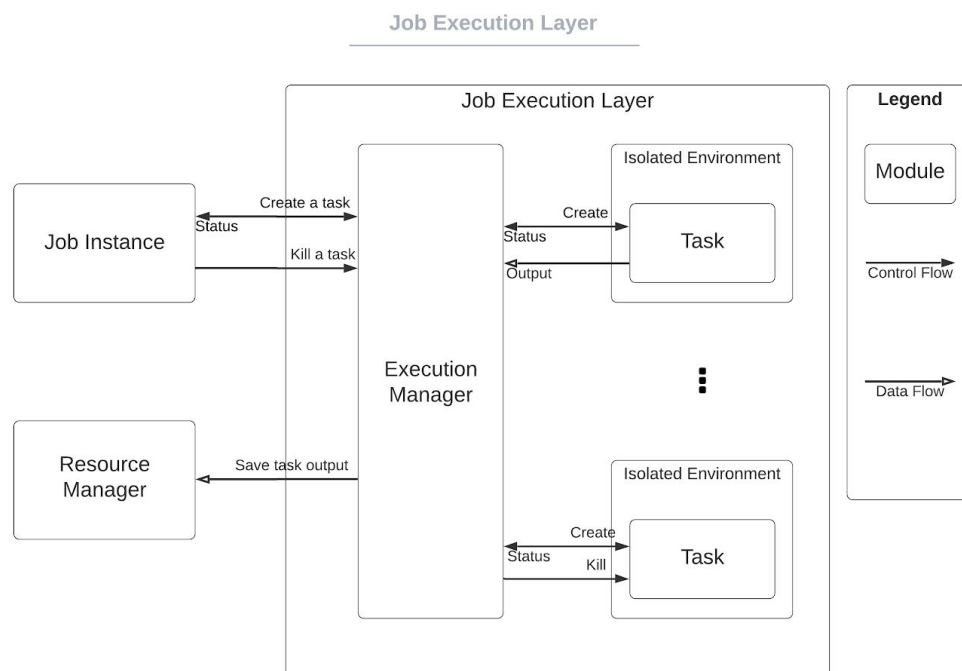 Job Execution Layer
Job Execution Layer
Legend
Module
Control Flow
Data Flow
Job Instance
Create a task
Status
Kill a task
Execution
Manager
Isolated Environment
Create
Status
Task
Output
Resource
Manager
Save task output
Isolated Environment
Create
Status
Task
Kill